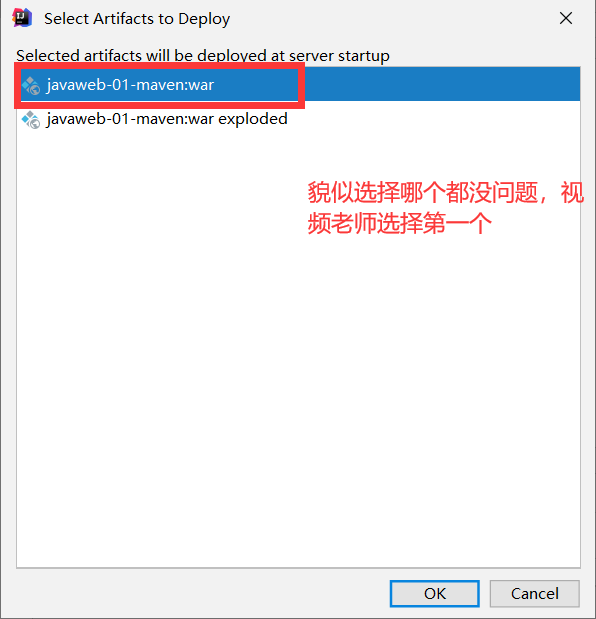 Select Artifacts to Deploy
Selected artifacts will be deployed at server startup
javaweb-01-maven:war
javaweb-01-maven:war exploded
貌似选择哪个都没问题，视
频老师选择第一个
OK
Cancel